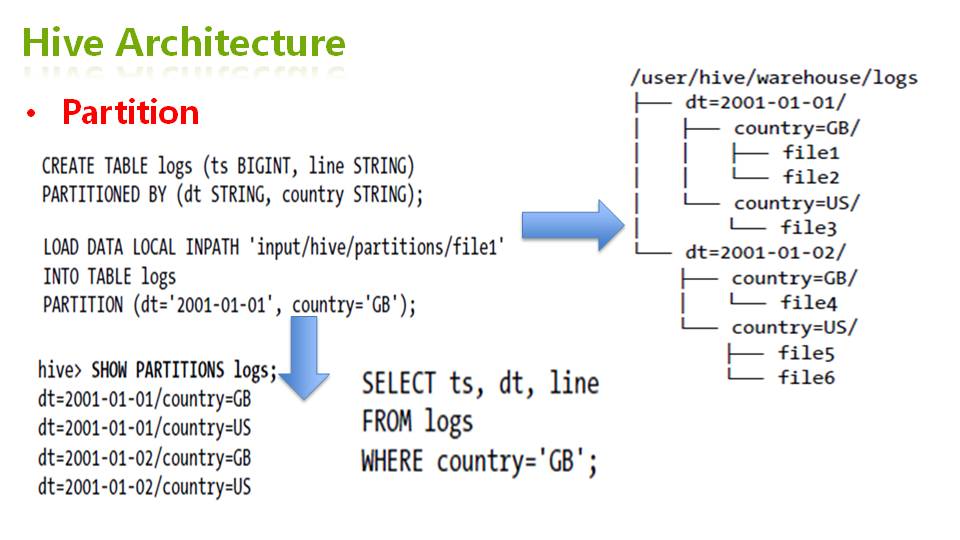 Hive Architecture
• Partition
CREATE TABLE logs (ts BIGINT, line STRING)
PARTITIONED BY (dt STRING, country STRING);
LOAD DATA LOCAL INPATH 'input/hive/partitions/file1'
INTO TABLE logs
PARTITION (dt='2001-01-01', country='GB');
hive> SHOW PARTITIONS logs;
dt=2001-01-01/country=GB
dt=2001-01-01/country=US
dt=2001-01-02/country=GB
dt=2001-01-02/country=US
SELECT ts, dt, line
FROM logs
WHERE country='GB';
/user/hive/warehouse/logs
├── dt=2001-01-01/
│   ├── country=GB/
│   │   ├── file1
│   │   └── file2
│   └── country=US/
│       └── file3
└── dt=2001-01-02/
    ├── country=GB/
    │   └── file4
    └── country=US/
        ├── file5
        └── file6